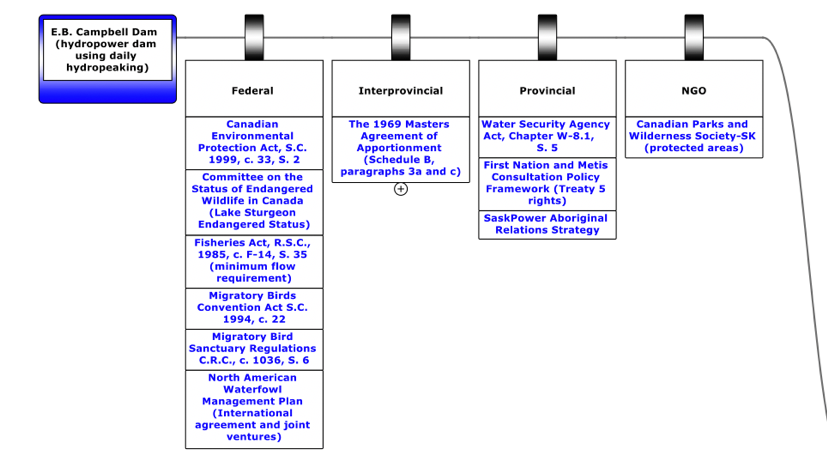 E.B. Campbell Dam
(hydropower dam
using daily
hydropeaking)
Federal
Canadian
Environmental
Protection Act, S.C.
1999, c. 33, S. 2
Committee on the
Status of Endangered
Wildlife in Canada
(Lake Sturgeon
Endangered Status)
Fisheries Act, R.S.C.,
1985, c. F-14, S. 35
(minimum flow
requirement)
Migratory Birds
Convention Act S.C.
1994, c. 22
Migratory Bird
Sanctuary Regulations
C.R.C., c. 1036, S. 6
North American
Waterfowl
Management Plan
(International
agreement and joint
ventures)
Interprovincial
The 1969 Masters
Agreement of
Apportionment
(Schedule B,
paragraphs 3a and c)
Provincial
Water Security Agency
Act, Chapter W-8.1,
S. 5
First Nation and Metis
Consultation Policy
Framework (Treaty 5
rights)
SaskPower Aboriginal
Relations Strategy
NGO
Canadian Parks and
Wilderness Society-SK
(protected areas)